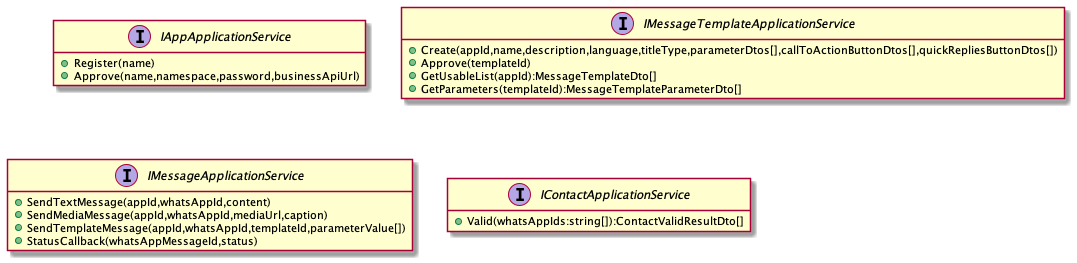 I IAppApplicationService
Register(name)
Approve(name,namespace,password,businessApiUrl)
I IMessageTemplateApplicationService
Create(appId,name,description,language,titleType,parameterDtos[],callToActionButtonDtos[],quickRepliesButtonDtos[])
Approve(templateId)
GetUsableList(appId):MessageTemplateDto[]
GetParameters(templateId):MessageTemplateParameterDto[]
I IMessageApplicationService
SendTextMessage(appId,whatsAppId,content)
SendMediaMessage(appId,whatsAppId,mediaUrl,caption)
SendTemplateMessage(appId,whatsAppId,templateId,parameterValue[])
StatusCallback(whatsAppMessageId,status)
I IContactApplicationService
Valid(whatsAppIds:string[]):ContactValidResultDto[]